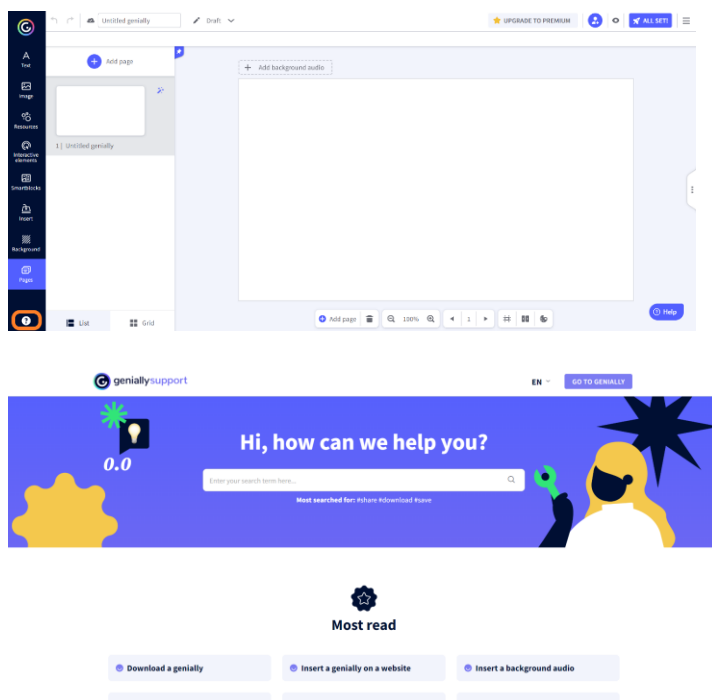 Untitled genially
Draft
UPGRADE TO PREMIUM
ALL SET!
Text
Image
Resources
Interactive
elements
Smartblocks
Insert
Background
Pages
?
Add page
1 | Untitled genially
List
Grid
+ Add background audio
Add page
100%
1
? Help
geniallysupport
EN
GO TO GENIALLY
0.0
Hi, how can we help you?
Enter your search term here...
Most searched for: #share #download #save
Most read
Download a genially
Insert a genially on a website
Insert a background audio